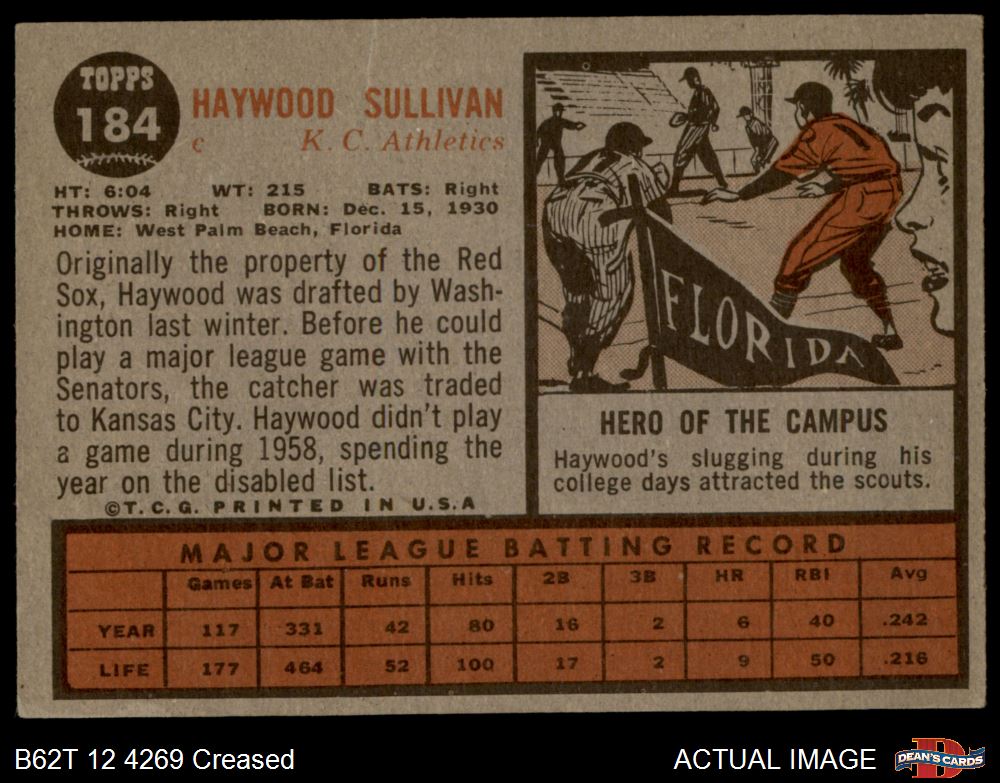 TOPPS
184
HAYWOOD SULLIVAN
c K. C. Athletics
HT: 6:04 WT: 215 BATS: Right
THROWS: Right BORN: Dec. 15, 1930
HOME: West Palm Beach, Florida
Originally the property of the Red
Sox, Haywood was drafted by Wash-
ington last winter. Before he could
play a major league game with the
Senators, the catcher was traded
to Kansas City. Haywood didn't play
a game during 1958, spending the
year on the disabled list.
©T.C.G. PRINTED IN U.S.A
FLORIDA
HERO OF THE CAMPUS
Haywood's slugging during his
college days attracted the scouts.
MAJOR LEAGUE BATTING RECORD
Games At Bat Runs Hits 2B 3B HR RBI Avg
YEAR 117 331 42 80 16 2 6 40 .242
LIFE 177 464 52 100 17 2 9 50 .216
B62T 12 4269 Creased
ACTUAL IMAGE
D
DEAN'S CARDS